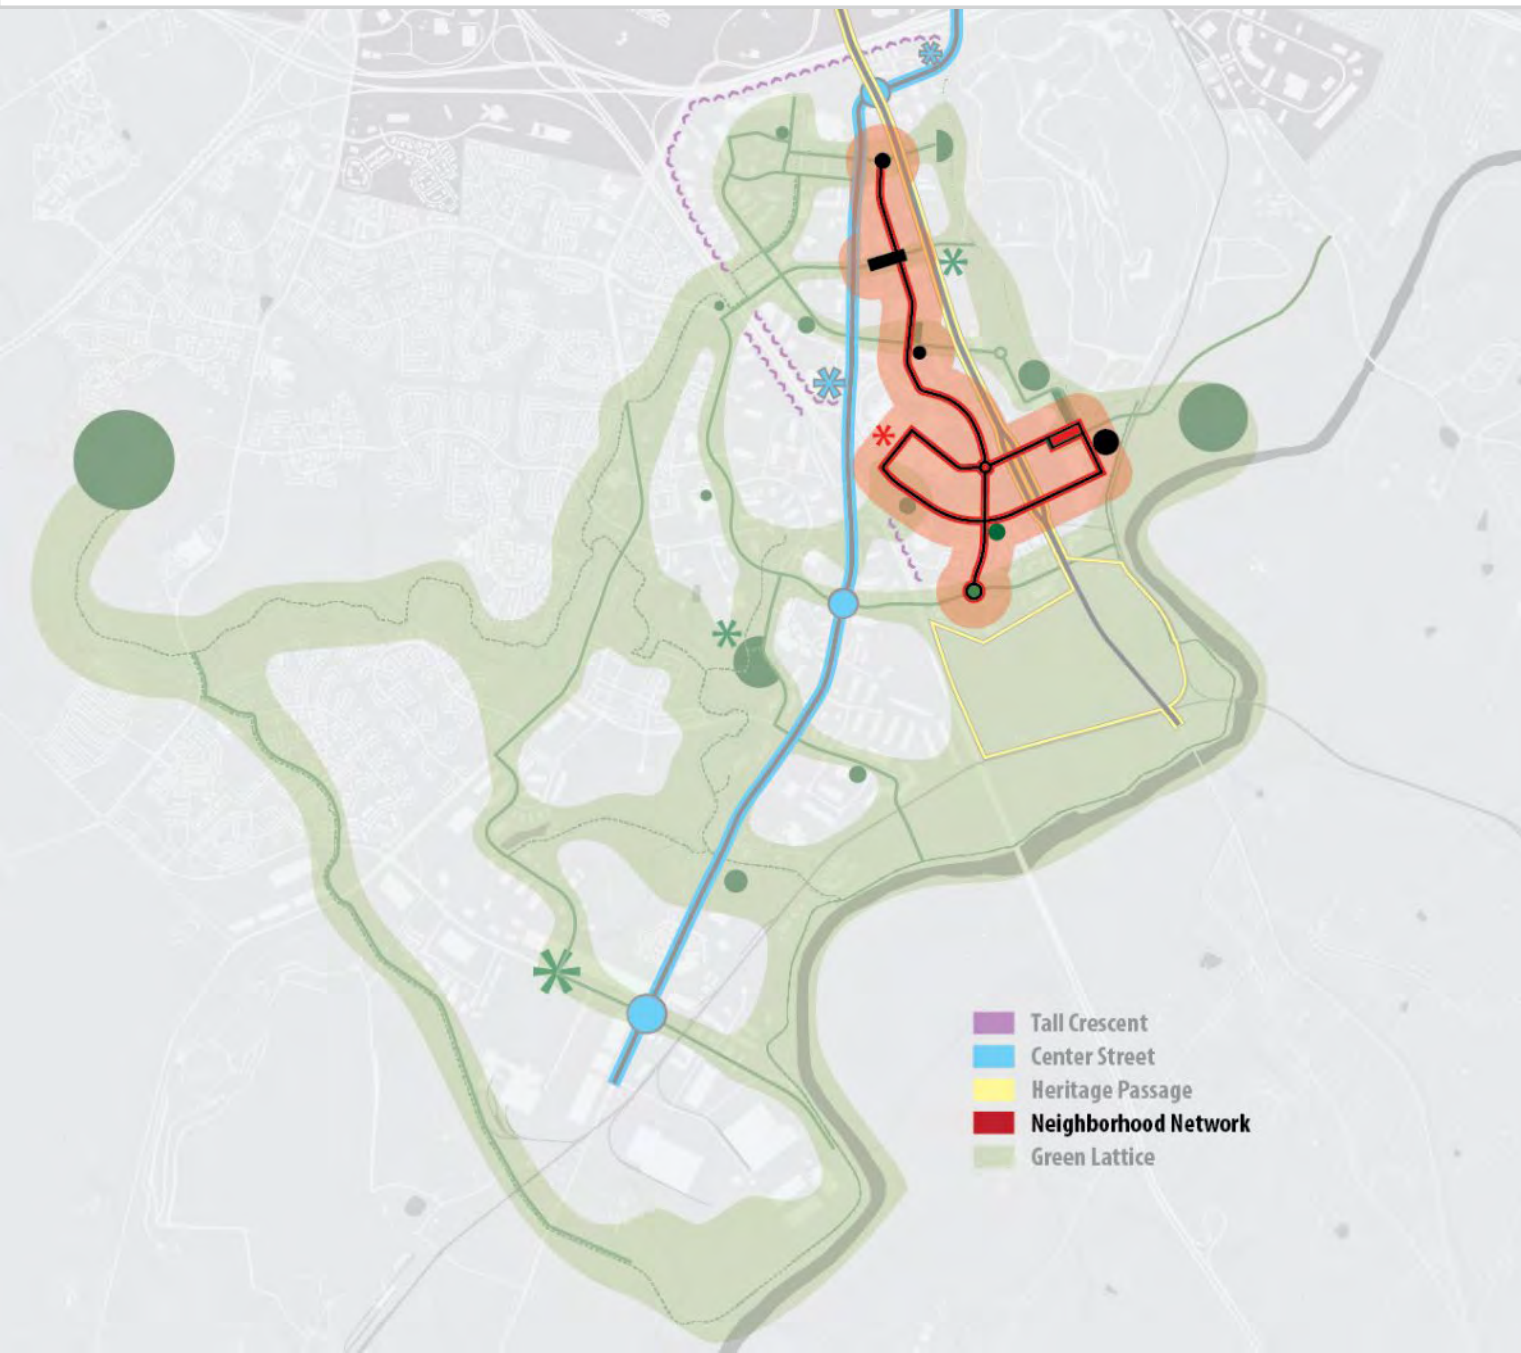 Tall Crescent
Center Street
Heritage Passage
Neighborhood Network
Green Lattice